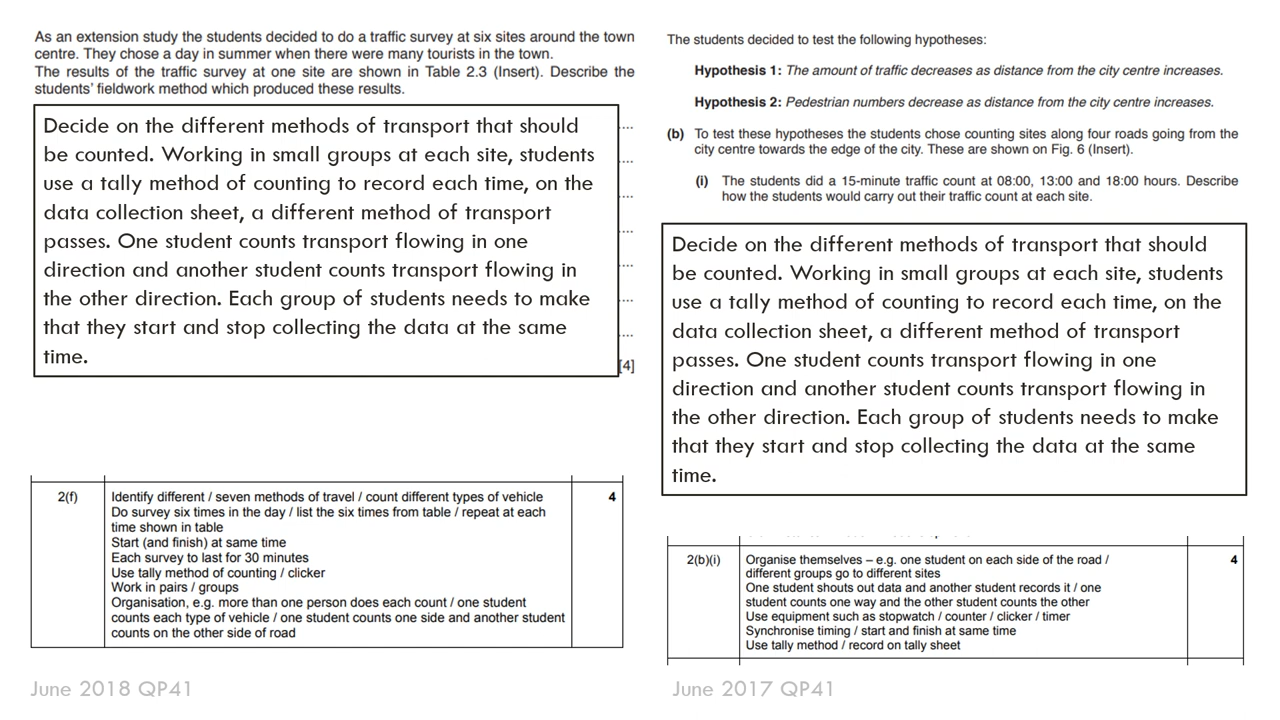 As an extension study the students decided to do a traffic survey at six sites around the town
centre. They chose a day in summer when there were many tourists in the town.
The results of the traffic survey at one site are shown in Table 2.3 (Insert). Describe the
students' fieldwork method which produced these results.
Decide on the different methods of transport that should
be counted. Working in small groups at each site, students
use a tally method of counting to record each time, on the
data collection sheet, a different method of transport
passes. One student counts transport flowing in one
direction and another student counts transport flowing in
the other direction. Each group of students needs to make
that they start and stop collecting the data at the same
time.
[4]
2(f)
Identify different / seven methods of travel / count different types of vehicle
Do survey six times in the day / list the six times from table / repeat at each
time shown in table
Start (and finish) at same time
Each survey to last for 30 minutes
Use tally method of counting / clicker
Work in pairs / groups
Organisation, e.g. more than one person does each count / one student
counts each type of vehicle / one student counts one side and another student
counts on the other side of road
4
June 2018 QP41
The students decided to test the following hypotheses:
Hypothesis 1: The amount of traffic decreases as distance from the city centre increases.
Hypothesis 2: Pedestrian numbers decrease as distance from the city centre increases.
(b) To test these hypotheses the students chose counting sites along four roads going from the
city centre towards the edge of the city. These are shown on Fig. 6 (Insert).
(i) The students did a 15-minute traffic count at 08:00, 13:00 and 18:00 hours. Describe
how the students would carry out their traffic count at each site.
Decide on the different methods of transport that should
be counted. Working in small groups at each site, students
use a tally method of counting to record each time, on the
data collection sheet, a different method of transport
passes. One student counts transport flowing in one
direction and another student counts transport flowing in
the other direction. Each group of students needs to make
that they start and stop collecting the data at the same
time.
2(b)(i)
Organise themselves – e.g. one student on each side of the road /
different groups go to different sites
One student shouts out data and another student records it / one
student counts one way and the other student counts the other
Use equipment such as stopwatch / counter / clicker / timer
Synchronise timing / start and finish at same time
Use tally method / record on tally sheet
4
June 2017 QP41